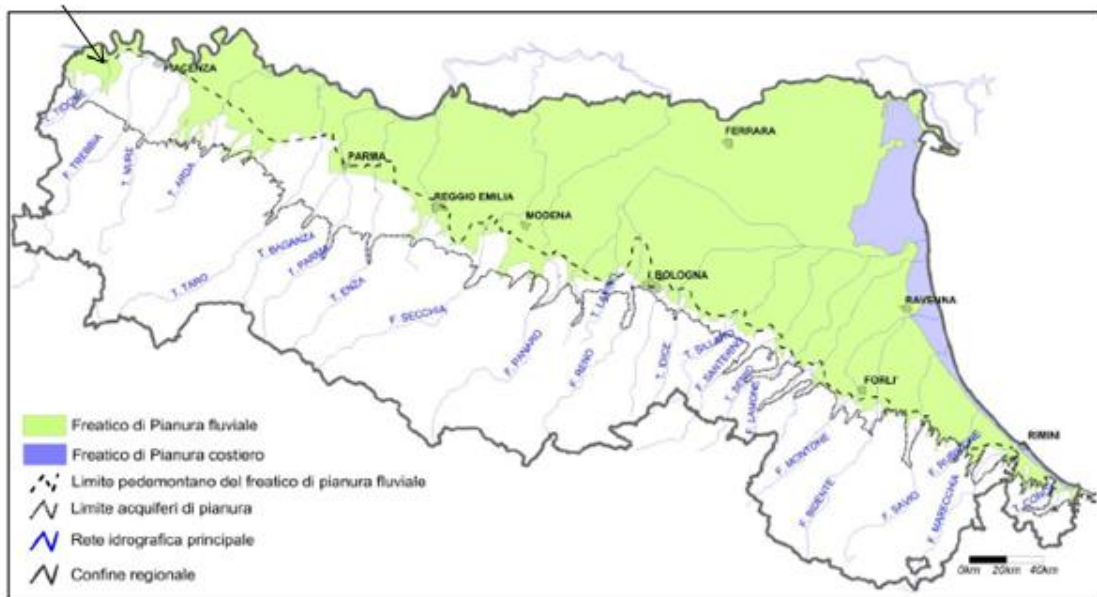 PIACENZA
T. TIDONE
F. TREBBIA
T. NURE
T. ARDA
FERRARA
PARMA
REGGIO EMILIA
MODENA
T. BAGANZA
T. PARMA
T. TARO
T. ENZA
F. SECCHIA
BOLOGNA
T. LAVINO
F. PANARO
F. RENO
T. IDICE
T. SILLARO
F. SANTERNO
T. SENIO
F. LAMONE
RAVENNA
FORLI'
F. MONTONE
F. BIDENTE
F. SAVIO
F. RUBICONE
F. MARECCHIA
RIMINI
T. CONCA
Freatico di Pianura fluviale
Freatico di Pianura costiero
Limite pedemontano del freatico di pianura fluviale
Limite acquiferi di pianura
Rete idrografica principale
Confine regionale
0km 20km 40km